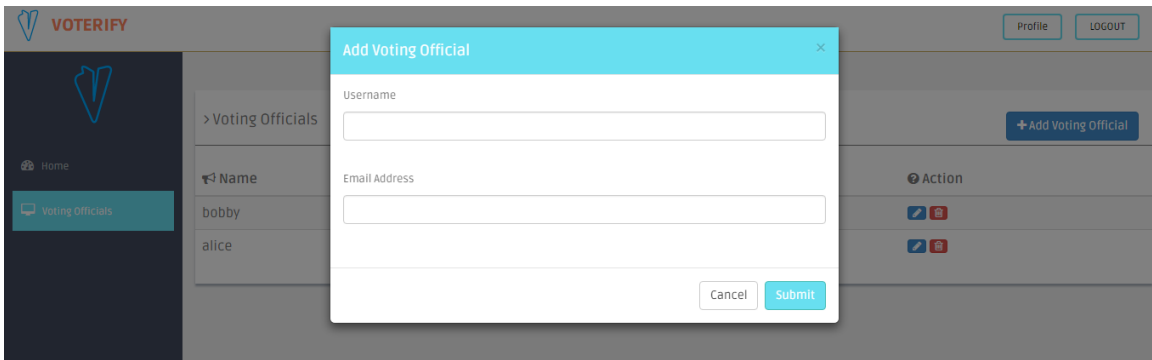 VOTERIFY
Profile
LOGOUT
Add Voting Official
×
Username
Email Address
Cancel
Submit
Home
Voting Officials
> Voting Officials
+ Add Voting Official
Name
Action
bobby
alice